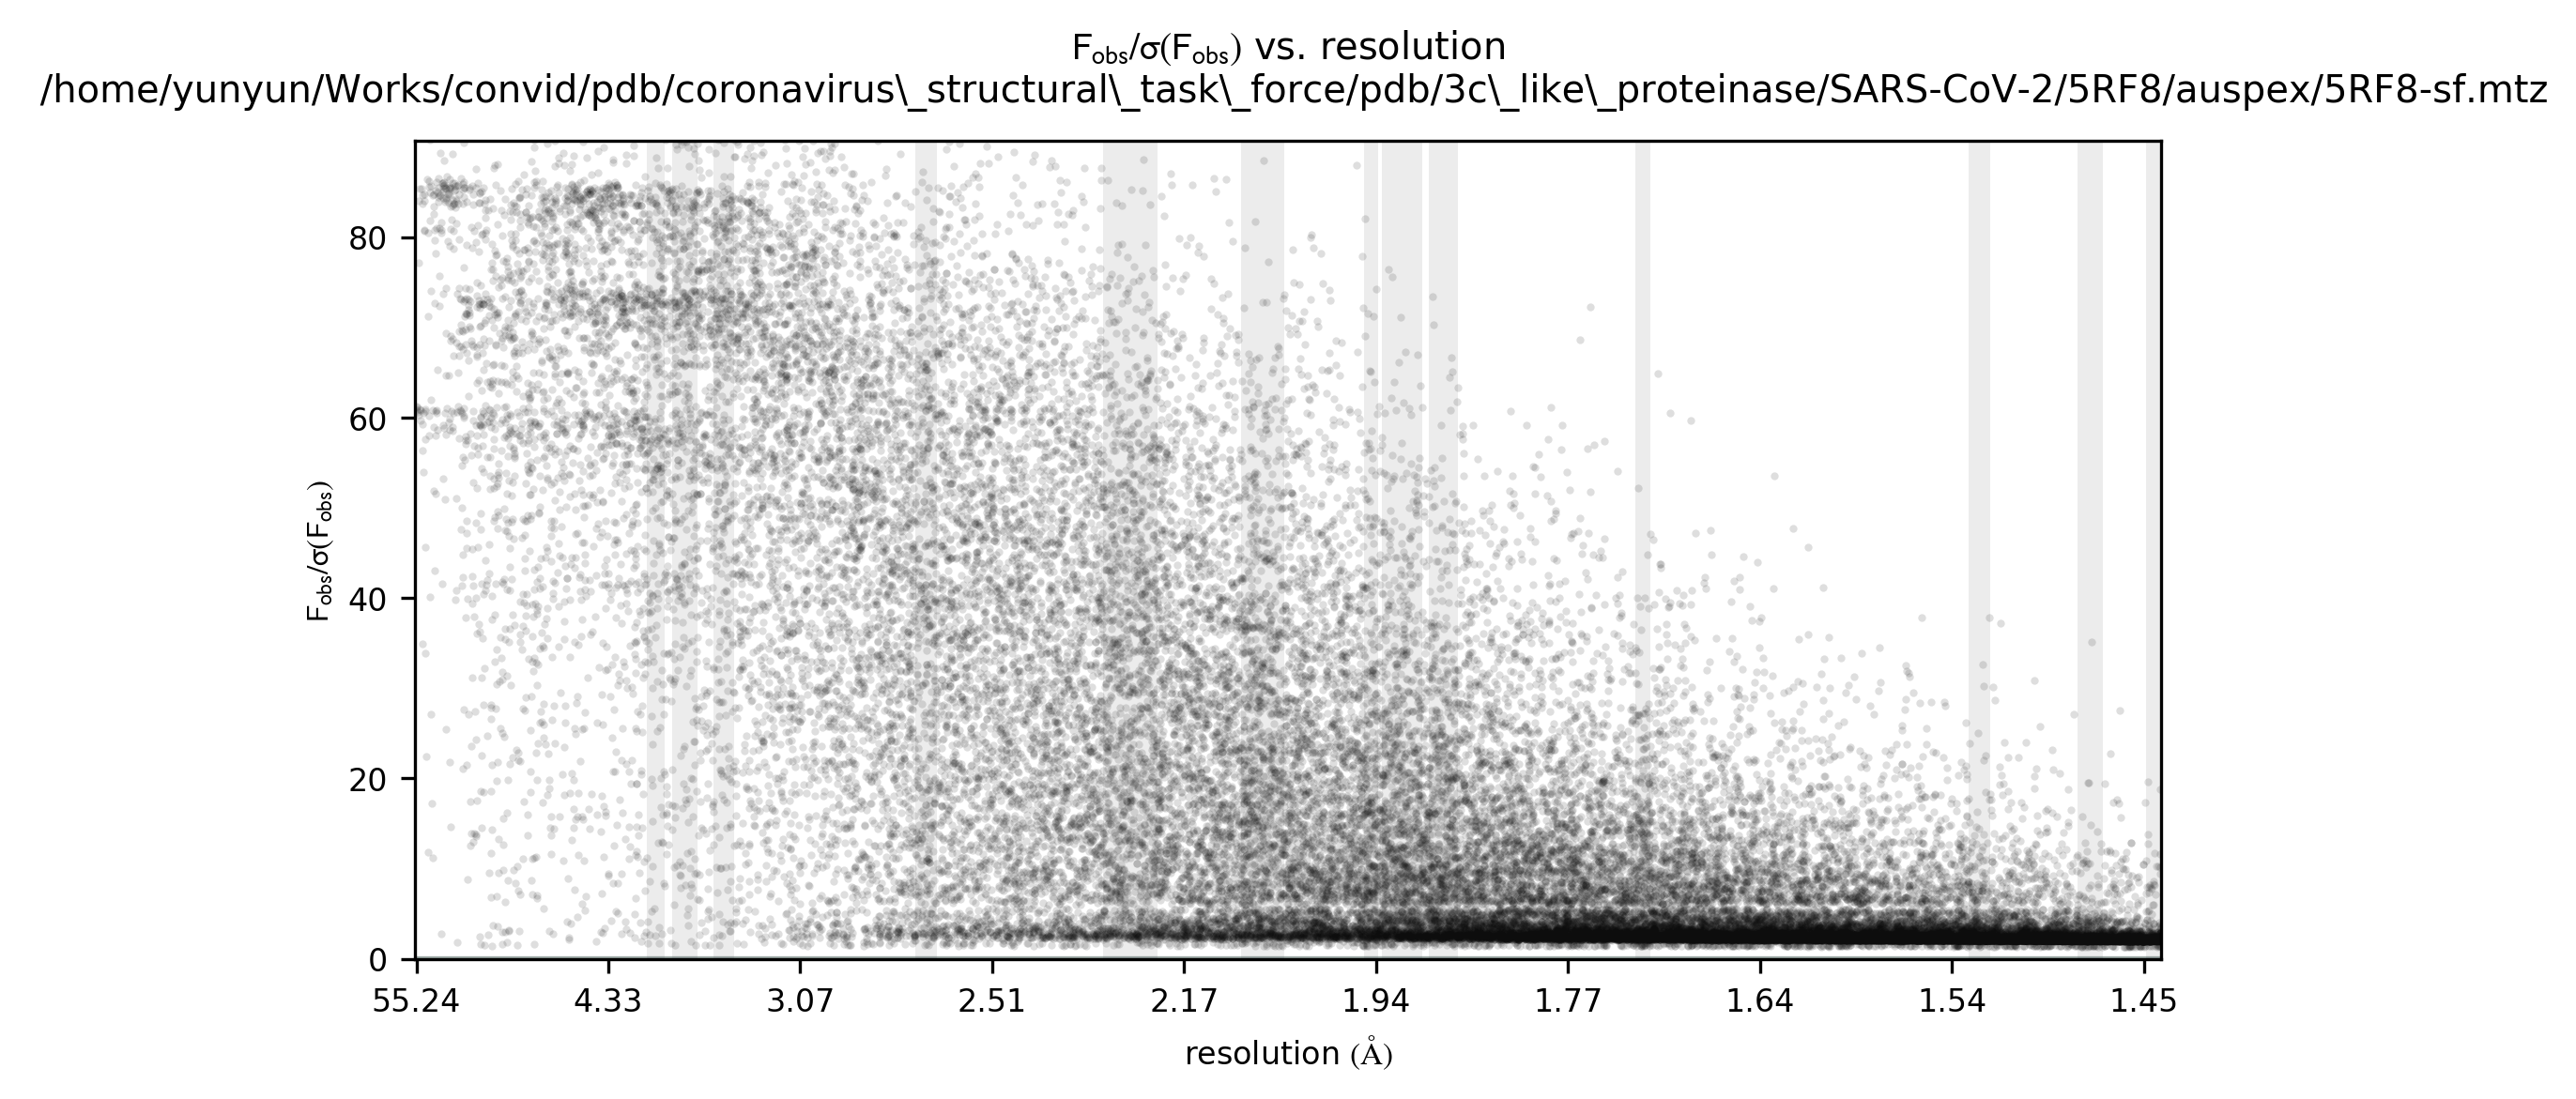 Fobs/σ(Fobs) vs. resolution
/home/yunyun/Works/convid/pdb/coronavirus\_structural\_task\_force/pdb/3c\_like\_proteinase/SARS-CoV-2/5RF8/auspex/5RF8-sf.mtz
Fobs/σ(Fobs)
80
60
40
20
0
55.24 4.33 3.07 2.51 2.17 1.94 1.77 1.64 1.54 1.45
resolution (Å)